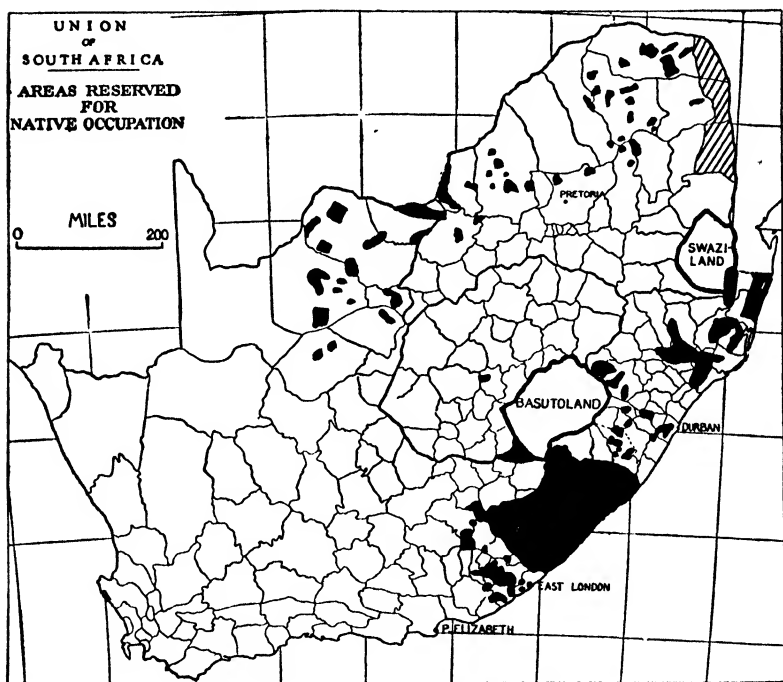 UNION
OF
SOUTH AFRICA
AREAS RESERVED
FOR
NATIVE OCCUPATION
MILES
0 200
PRETORIA
SWAZI-
LAND
BASUTOLAND
DURBAN
EAST LONDON
P. ELIZABETH